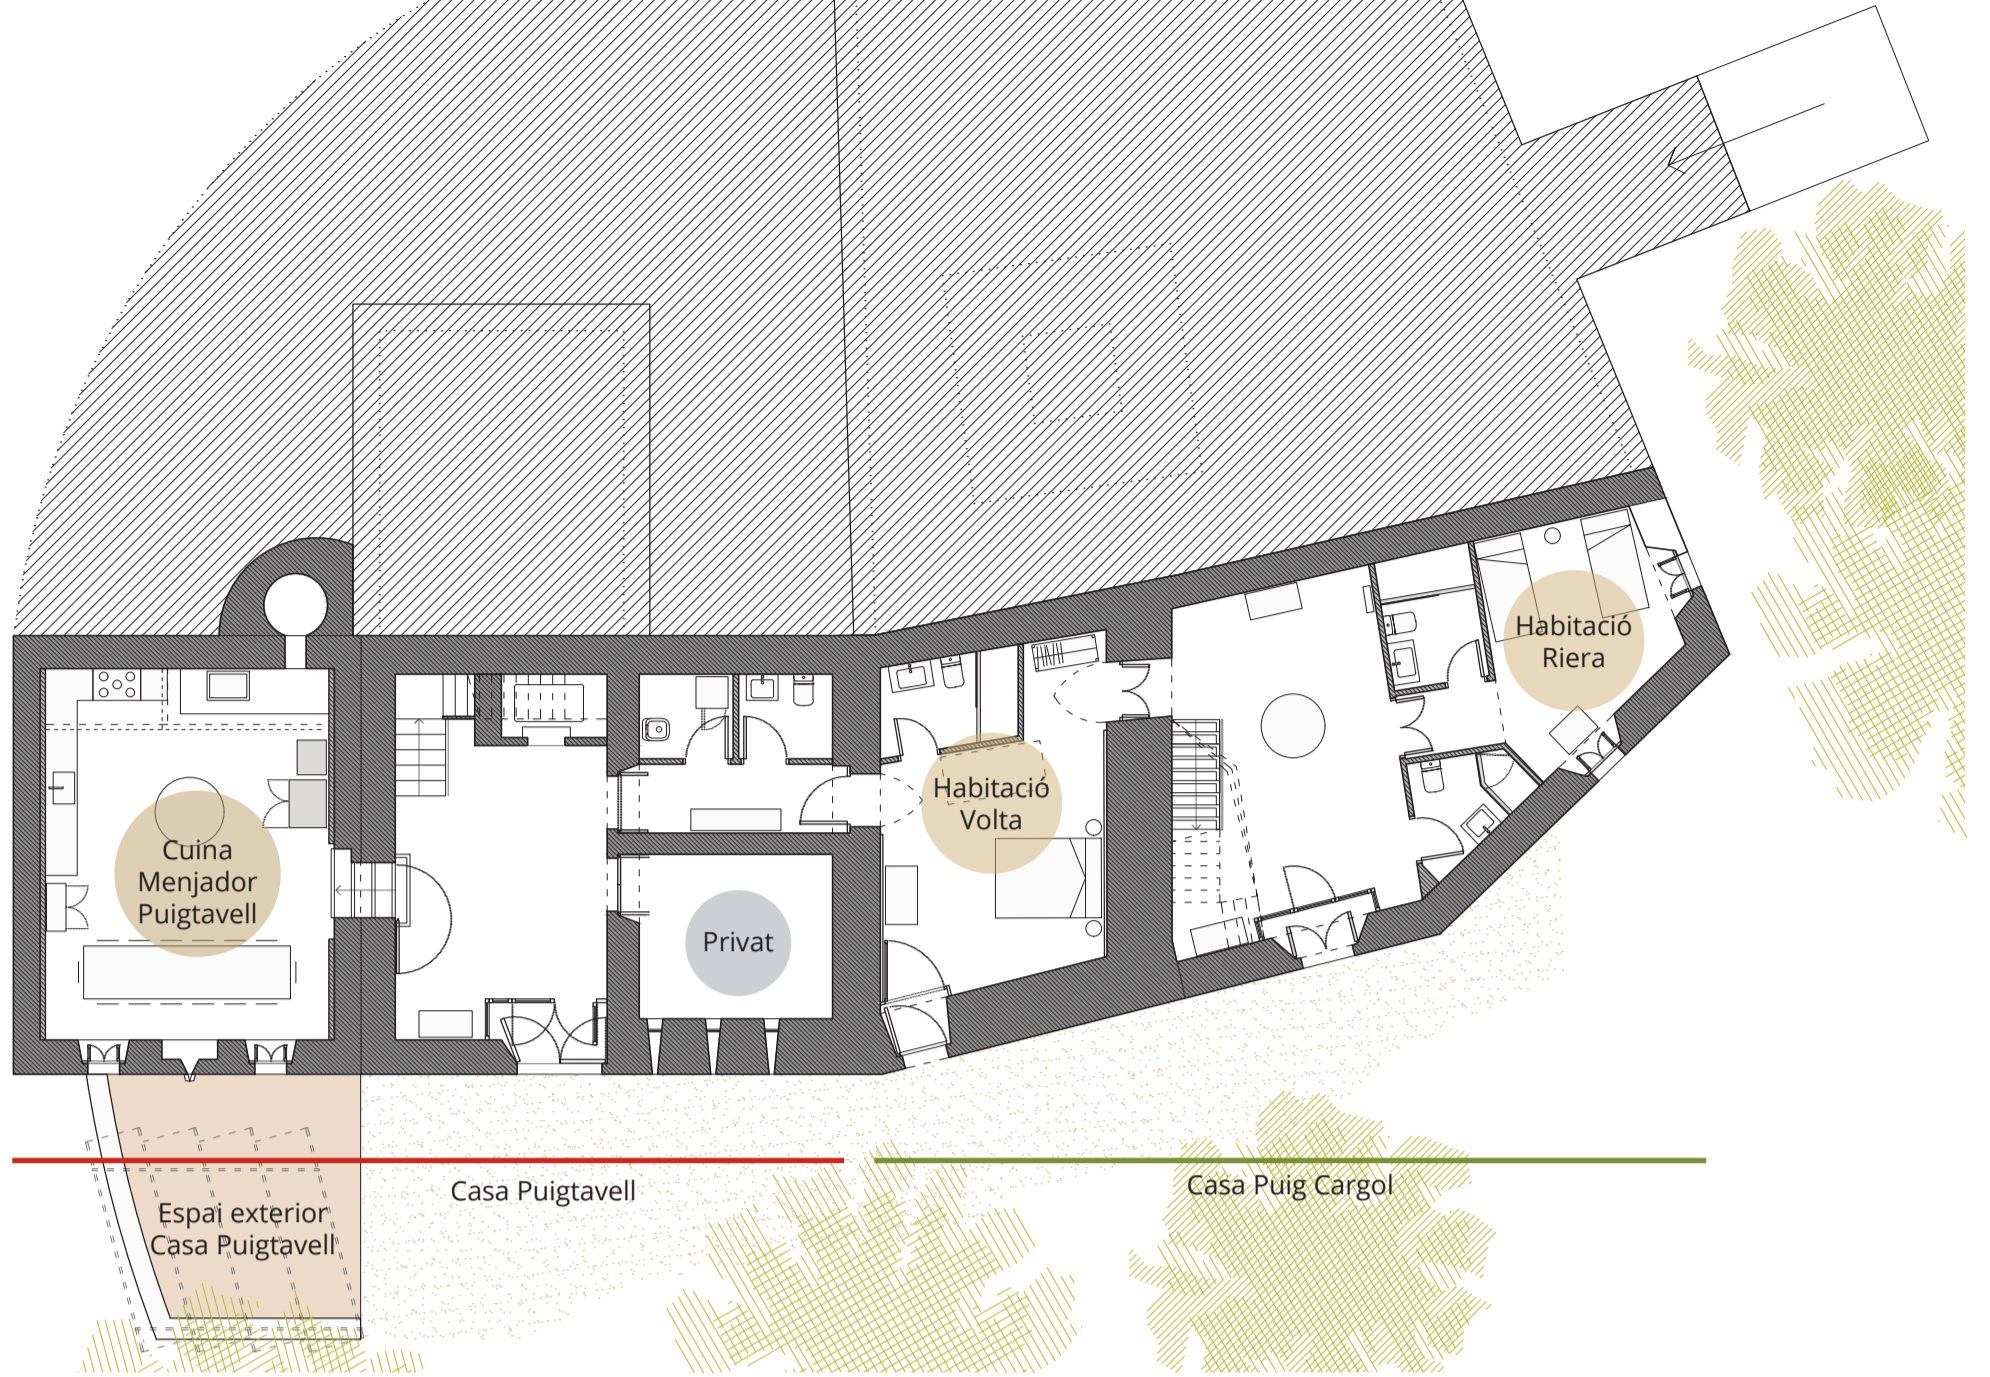 Habitació
Riera
Habitació
Volta
Cuina
Menjador
Puigtavell
Privat
Casa Puigtavell
Casa Puig Cargol
Espai exterior
Casa Puigtavell